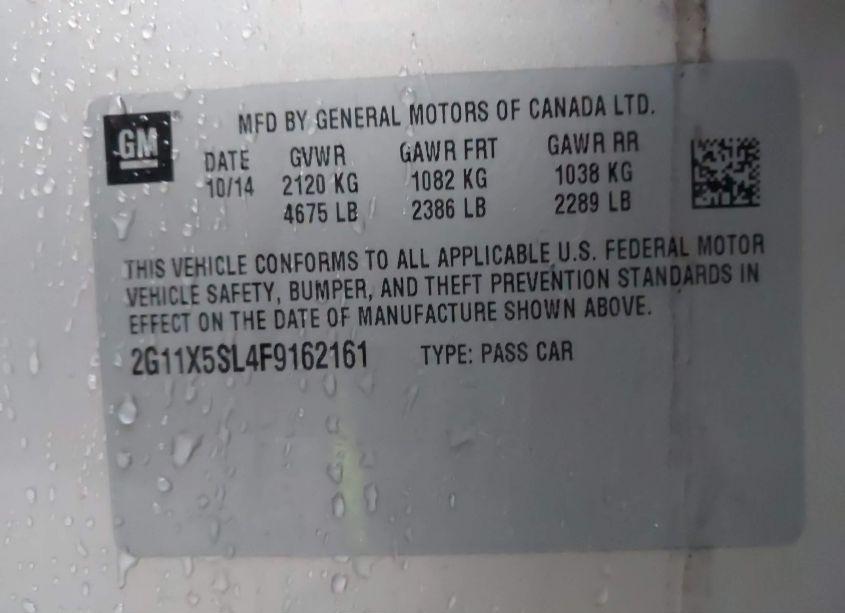 GM
MFD BY GENERAL MOTORS OF CANADA LTD.
DATE GVWR GAWR FRT GAWR RR
10/14 2120 KG 1082 KG 1038 KG
4675 LB 2386 LB 2289 LB
THIS VEHICLE CONFORMS TO ALL APPLICABLE U.S. FEDERAL MOTOR
VEHICLE SAFETY, BUMPER, AND THEFT PREVENTION STANDARDS IN
EFFECT ON THE DATE OF MANUFACTURE SHOWN ABOVE.
2G11X5SL4F9162161 TYPE: PASS CAR